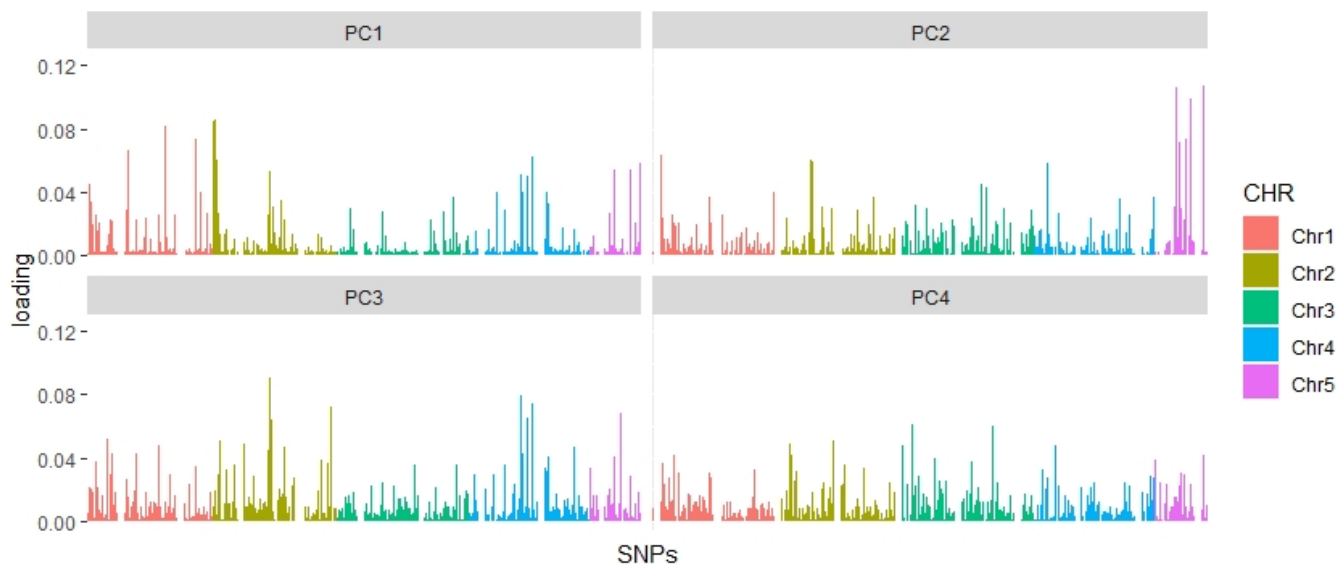 PC1
PC2
0.12
0.08
0.04
0.00
PC3
PC4
0.12
0.08
0.04
0.00
loading
SNPs
CHR
Chr1
Chr2
Chr3
Chr4
Chr5